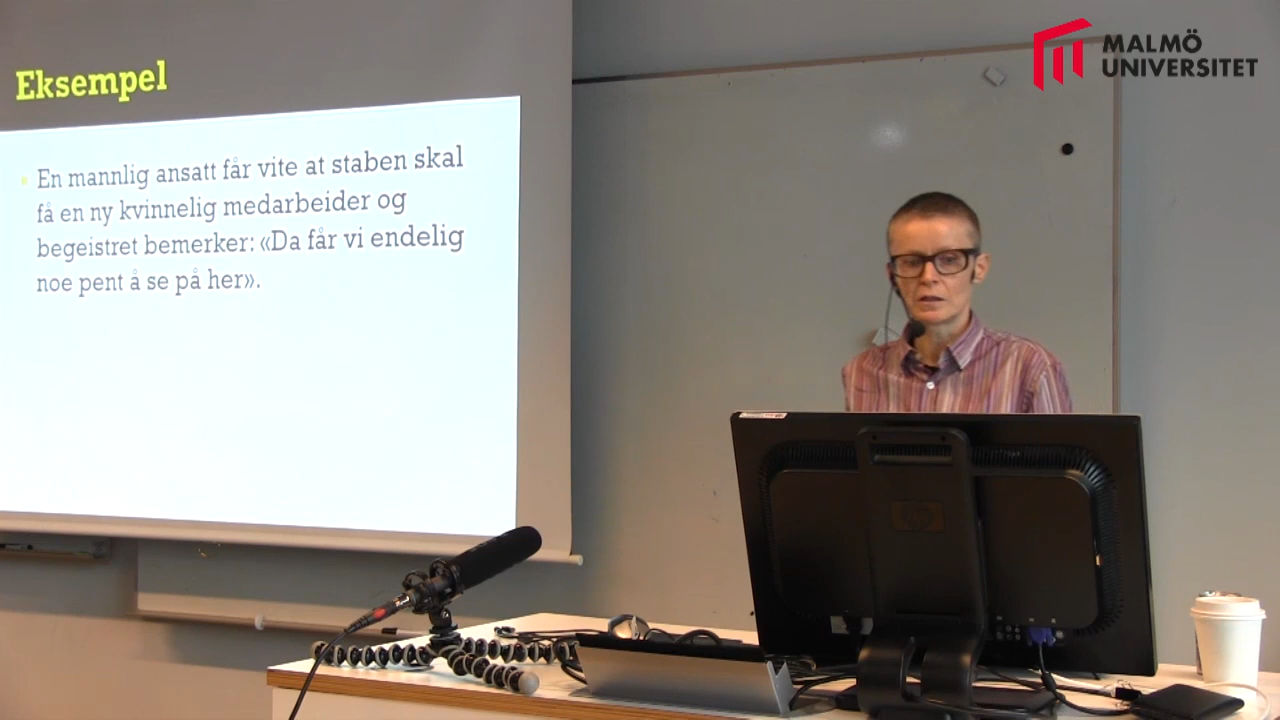 Eksempel
En mannlig ansatt får vite at staben skal
få en ny kvinnelig medarbeider og
begeistret bemerker: «Da får vi endelig
noe pent å se på her».
MALMÖ
UNIVERSITET